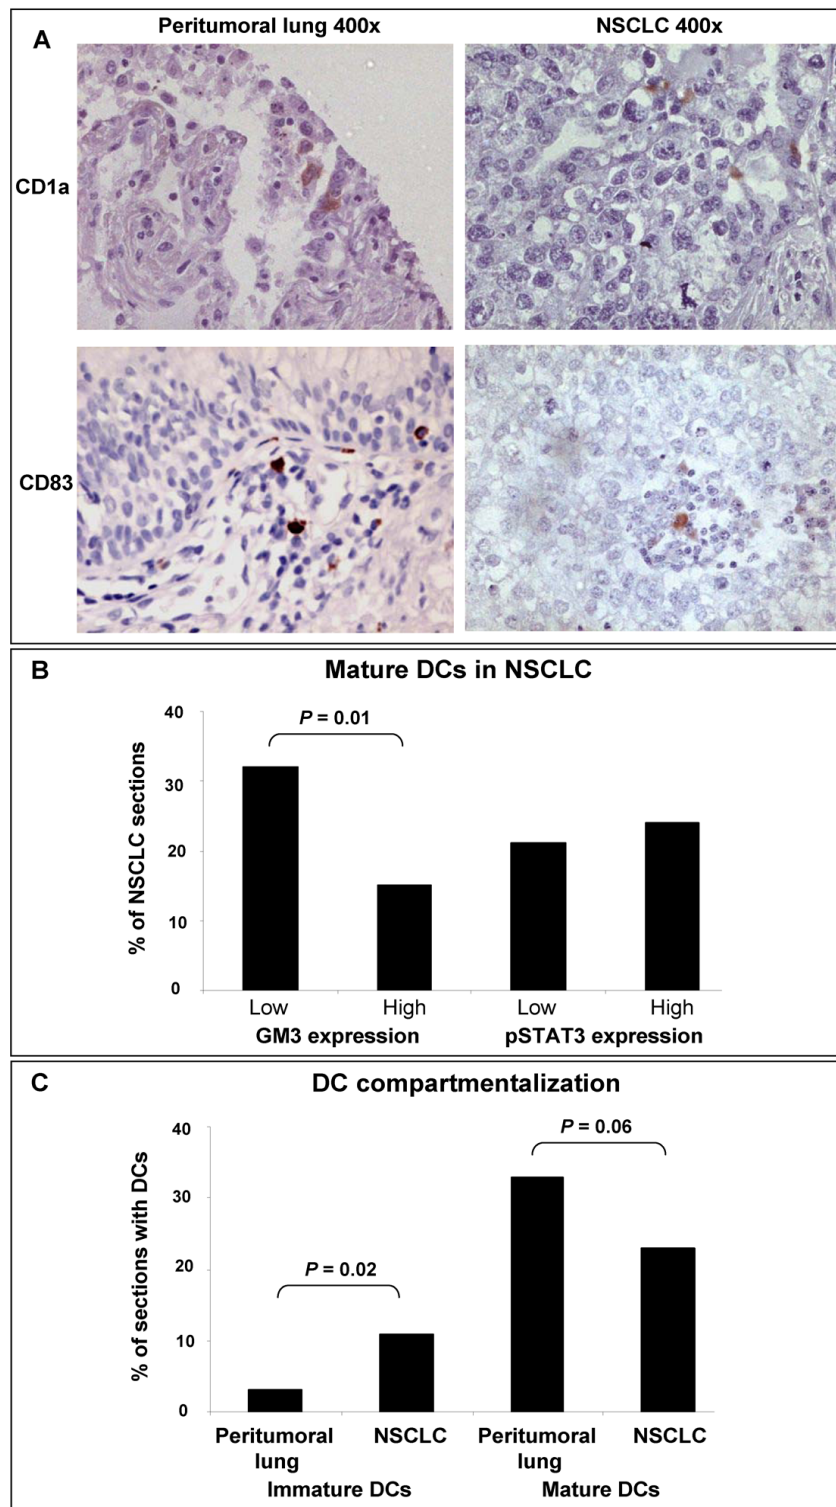 A
Peritumoral lung 400x
NSCLC 400x
CD1a
CD83
B
Mature DCs in NSCLC
% of NSCLC sections
40
30
20
10
0
P = 0.01
Low
High
Low
High
GM3 expression
pSTAT3 expression
C
DC compartmentalization
% of sections with DCs
40
30
20
10
0
P = 0.02
P = 0.06
Peritumoral
lung
NSCLC
Peritumoral
lung
NSCLC
Immature DCs
Mature DCs